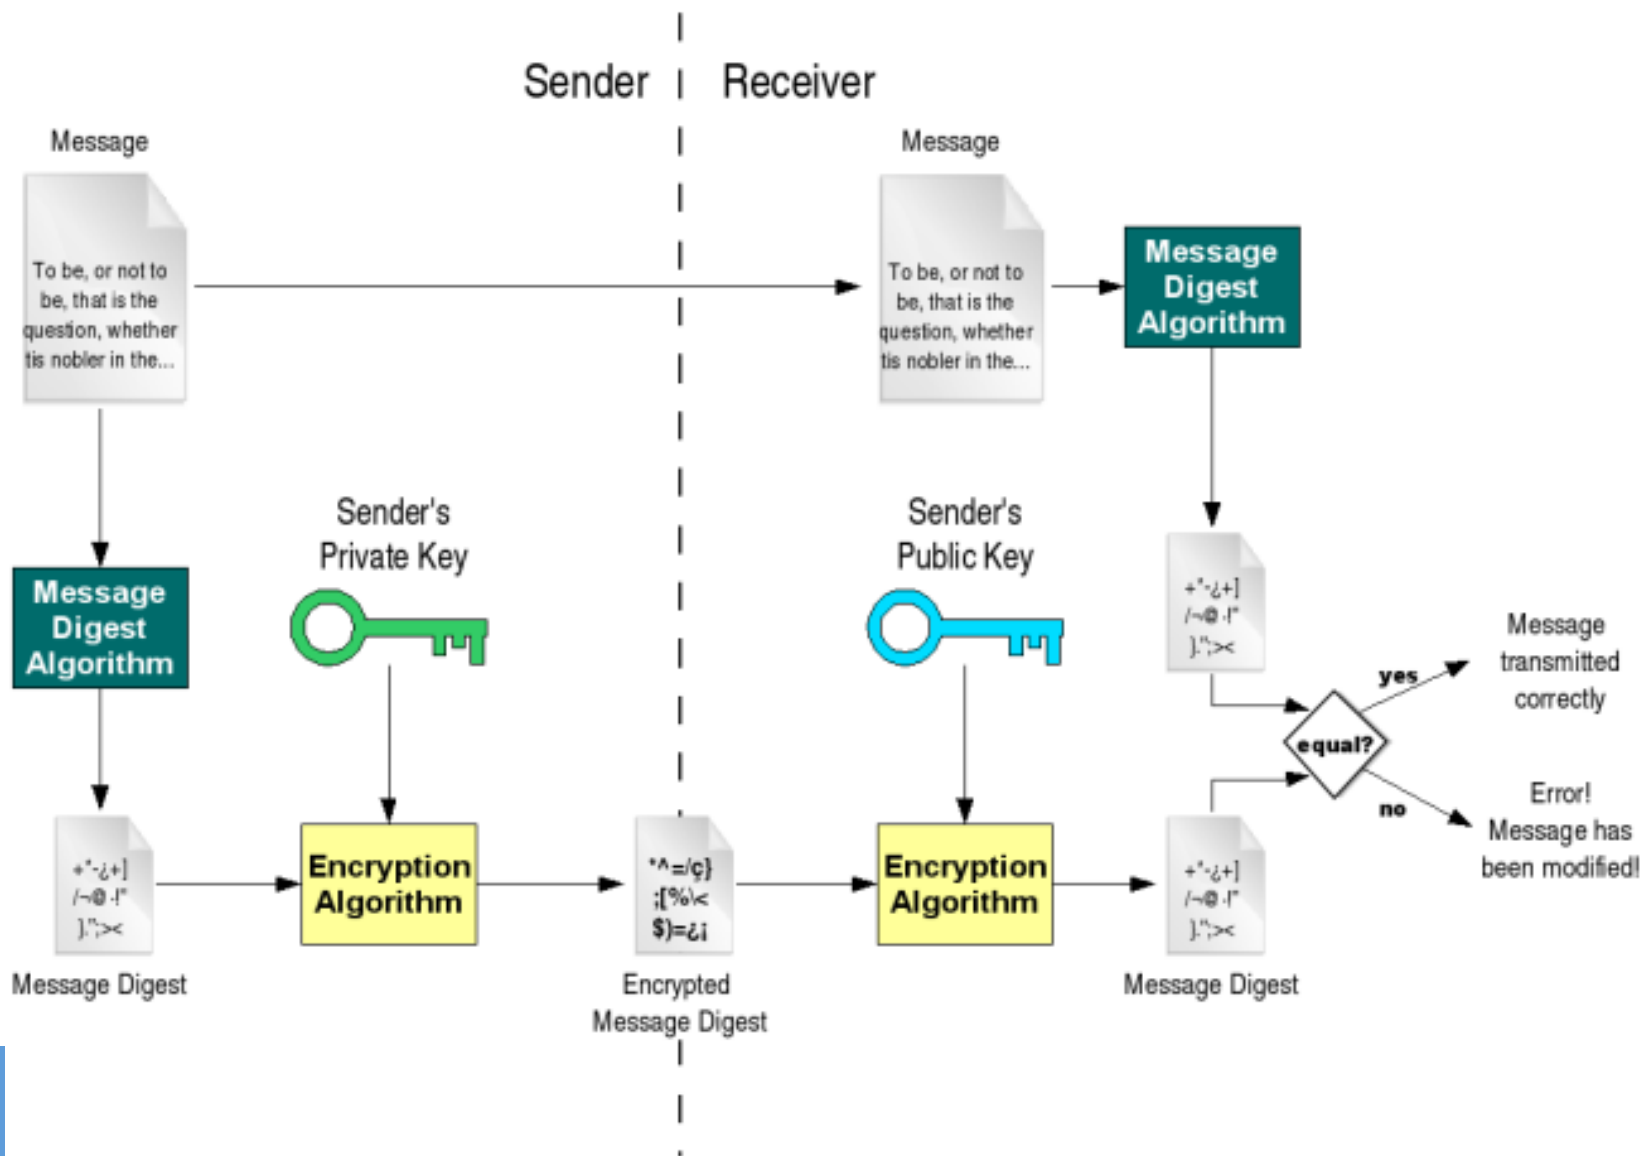 Sender
Receiver
Message
To be, or not to
be, that is the
question, whether
tis nobler in the...
Message
To be, or not to
be, that is the
question, whether
tis nobler in the...
Message
Digest
Algorithm
Sender's
Private Key
Sender's
Public Key
Message
Digest
Algorithm
+*-¿+]
/¬@·!"
}.";><
Message
transmitted
correctly
yes
equal?
no
Error!
Message has
been modified!
+*-¿+]
/¬@·!"
}.";><
Message Digest
Encryption
Algorithm
*^=/ç}
;[%\<
$)=¿¡
Encrypted
Message Digest
Encryption
Algorithm
+*-¿+]
/¬@·!"
}.";><
Message Digest